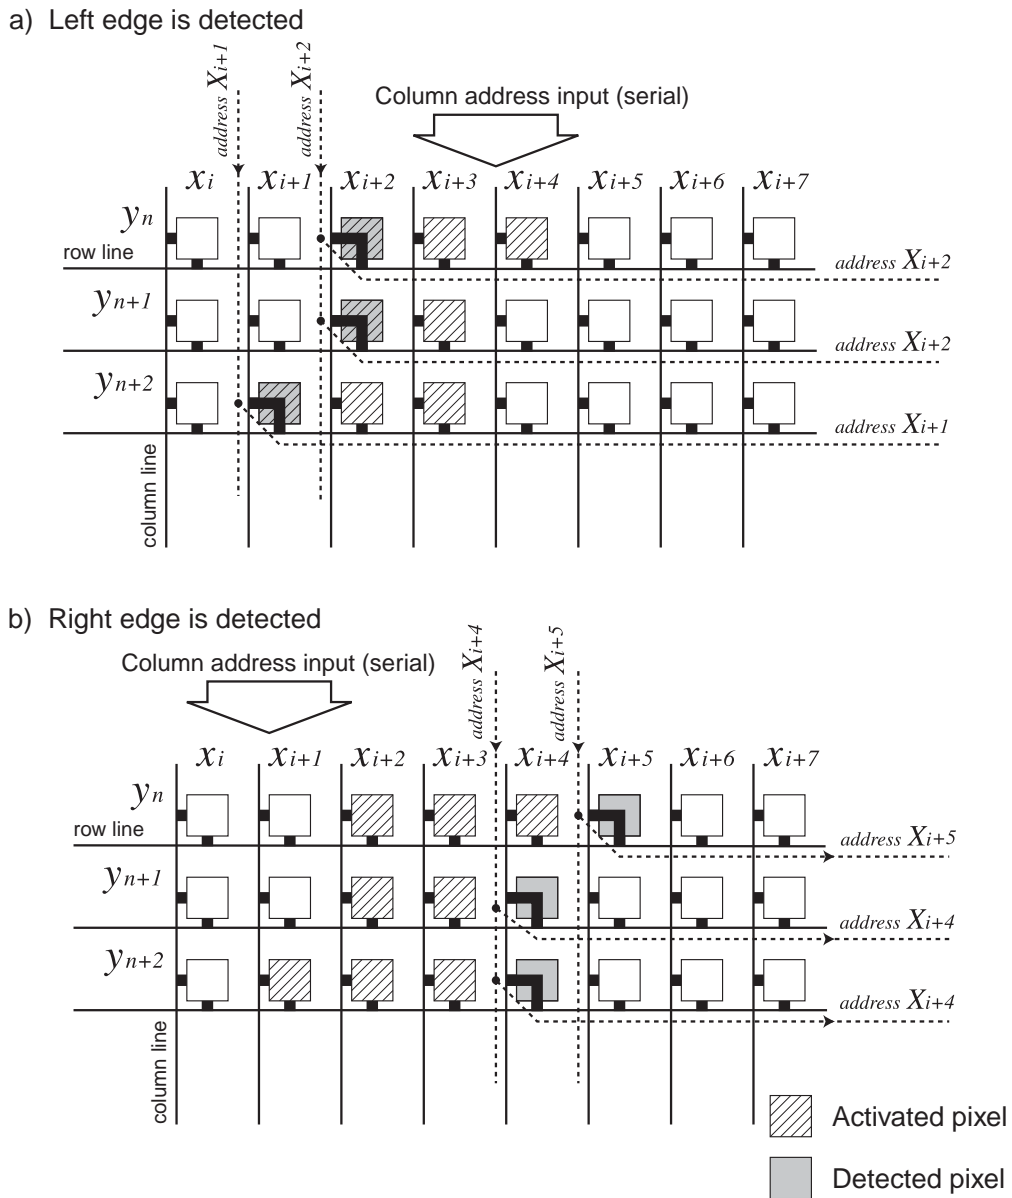 a) Left edge is detected
address Xi+1
address Xi+2
Column address input (serial)
xi xi+1 xi+2 xi+3 xi+4 xi+5 xi+6 xi+7
yn
row line
address Xi+2
yn+1
address Xi+2
yn+2
address Xi+1
column line
b) Right edge is detected
address Xi+4
address Xi+5
Column address input (serial)
xi xi+1 xi+2 xi+3 xi+4 xi+5 xi+6 xi+7
yn
row line
address Xi+5
yn+1
address Xi+4
yn+2
address Xi+4
column line
Activated pixel
Detected pixel